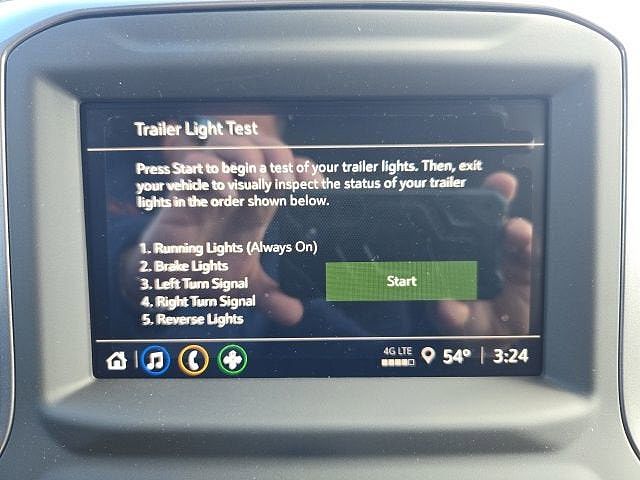 Trailer Light Test
Press Start to begin a test of your trailer lights. Then, exit
your vehicle to visually inspect the status of your trailer
lights in the order shown below.
1. Running Lights (Always On)
2. Brake Lights
3. Left Turn Signal
4. Right Turn Signal
5. Reverse Lights
Start
4G LTE
54° 3:24